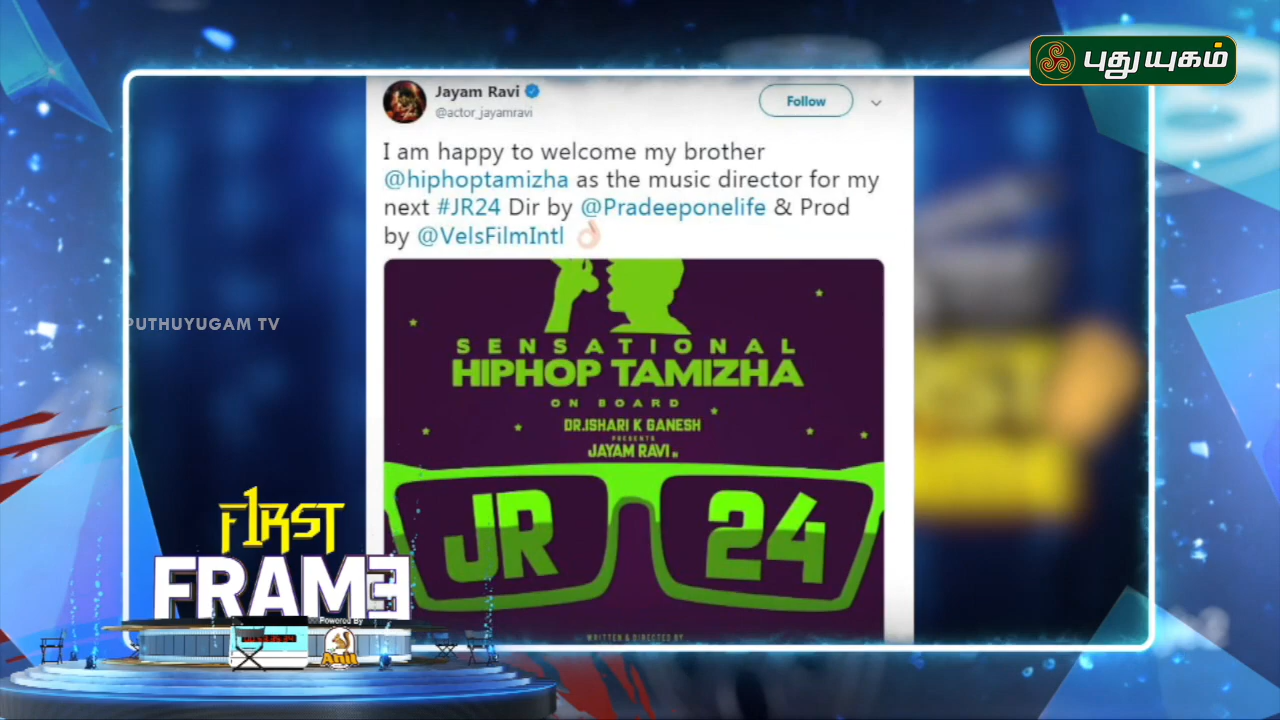 புதுயுகம்
Jayam Ravi
@actor_jayamravi
Follow
I am happy to welcome my brother
@hiphoptamizha as the music director for my
next #JR24 Dir by @Pradeeponelife & Prod
by @VelsFilmIntl 👌
PUTHUYUGAM TV
SENSATIONAL
HIPHOP TAMIZHA
ON BOARD
DR.ISHARI K GANESH
PRESENTS
JAYAM RAVI IN
JR 24
WRITTEN & DIRECTED BY
F1RST
FRAME
Powered By
Anil